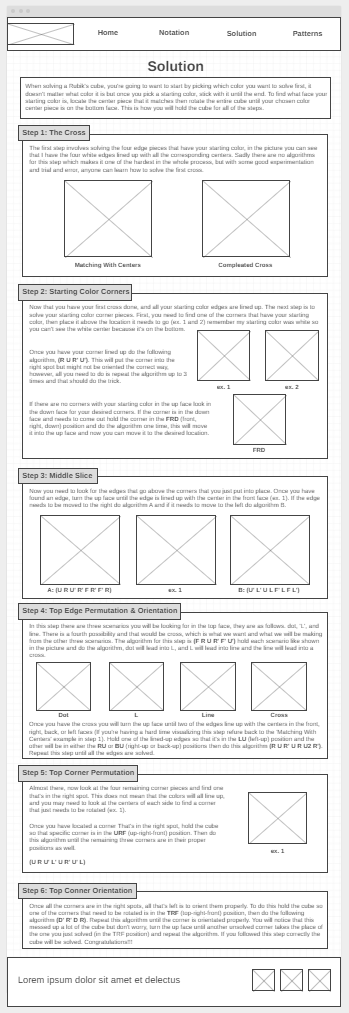 Home Notation Solution Patterns
Solution
When solving a Rubik's cube, you're going to want to start by picking which color you want to solve first, it
doesn't matter what color it is but once you pick a starting color, stick with it until the end. To find what face your
starting color is, locate the center piece that it matches then rotate the entire cube until your chosen color
center piece is on the bottom. This is how you will hold the cube for all of the steps.
Step 1: The Cross
The first step involves solving the four edge pieces that have your starting color, in the picture you can see
that I have the four white edges lined up with all the corresponding centers. Sadly there are no algorithms
for this step which makes it one of the hardest in the whole process, but with some good experimentation
and trial and error, anyone can learn how to solve the first cross.
Matching With Centers
Compleated Cross
Step 2: Starting Color Corners
Now that you have your first cross done, and all your starting color edges are lined up. The next step is to
solve your starting color corner pieces. First, you need to find one of the corners that have your starting
color, then place it above the location it needs to go (ex. 1 and 2) remember my starting color was white so
you can't see the white center because it's on the bottom.
Once you have your corner lined up do the following
algorithm, (R U R' U'). This will put the corner into the
right spot but might not be oriented the correct way,
however, all you need to do is repeat the algorithm up to 3
times and that should do the trick.
ex. 1
ex. 2
If there are no corners with your starting color in the up face look in
the down face for your desired corners. If the corner is in the down
face and needs to come out hold the corner in the FRD (front,
right, down) position and do the algorithm one time, this will move
it into the up face and now you can move it to the desired location.
FRD
Step 3: Middle Slice
Now you need to look for the edges that go above the corners that you just put into place. Once you have
found an edge, turn the up face until the edge is lined up with the center in the front face (ex. 1). If the edge
needs to be moved to the right do algorithm A and if it needs to move to the left do algorithm B.
A: (U R U' R' F R' F' R)
ex. 1
B: (U' L' U L F' L F L')
Step 4: Top Edge Permutation & Orientation
In this step there are three scenarios you will be looking for in the top face, they are as follows. dot, 'L', and
line. There is a fourth possibility and that would be cross, which is what we want and what we will be making
from the other three scenarios. The algorithm for this step is (F R U R' F' U') hold each scenario like shown
in the picture and do the algorithm, dot will lead into L, and L will lead into line and the line will lead into a
cross.
Dot
L
Line
Cross
Once you have the cross you will turn the up face until two of the edges line up with the centers in the front,
right, back, or left faces (If you're having a hard time visualizing this step refore back to the 'Matching With
Centers' example in step 1). Hold one of the lined-up edges so that it's in the LU (left-up) position and the
other will be in either the RU or BU (right-up or back-up) positions then do this algorithm (R U R' U R U2 R').
Repeat this step until all the edges are solved.
Step 5: Top Corner Permutation
Almost there, now look at the four remaining corner pieces and find one
that's in the right spot. This does not mean that the colors will all line up,
and you may need to look at the centers of each side to find a corner
that just needs to be rotated (ex. 1).
Once you have located a corner That's in the right spot, hold the cube
so that specific corner is in the URF (up-right-front) position. Then do
this algorithm until the remaining three corners are in their proper
positions as well.
(U R U' L' U R' U' L)
ex. 1
Step 6: Top Corner Orientation
Once all the corners are in the right spots, all that's left is to orient them properly. To do this hold the cube so
one of the corners that need to be rotated is in the TRF (top-right-front) position, then do the following
algorithm (D' R' D R). Repeat this algorithm until the corner is orientated properly. You will notice that this
messed up a lot of the cube but don't worry, turn the up face until another unsolved corner takes the place of
the one you just solved (in the TRF position) and repeat the algorithm. If you followed this step correctly the
cube will be solved. Congratulations!!!
Lorem ipsum dolor sit amet et delectus